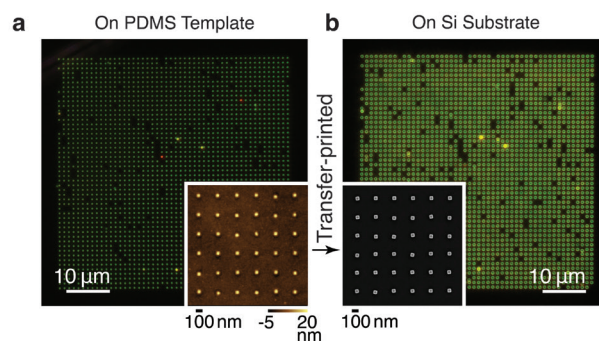 a
On PDMS Template
b
On Si Substrate
Transfer-printed
10 µm
10 µm
100 nm
-5 20
nm
100 nm